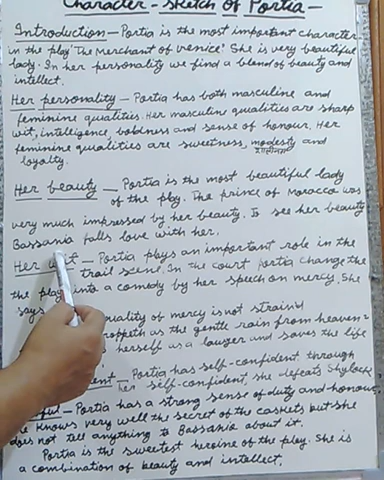 Character - Sketch of Portia -
Introduction - Portia is the most important character
in the play 'The Merchant of Venice' She is very beautiful
lady. In her personality we find a blend of beauty and
intellect.
Her personality - Portia has both masculine and
feminine qualities. Her masculine qualities are sharp
wit, intelligence, boldness and sense of honour. Her
feminine qualities are sweetness, modesty and
loyalty.
Her beauty - Portia is the most beautiful lady
of the play. The prince of Moracco was
very much impressed by her beauty. To see her beauty
Bassania falls love with her.
Her wit - Portia plays an important role in the
trail scene. In the court portia change the
the play into a comedy by her speech on mercy. She
says
quality of mercy is not strain'd
droppeth as the gentle rain from heaven =
herself as a lawyer and saves the life
Portia has self-confident through
her self-confident, she defeats Shylock
- Portia has a strong sense of duty and honour,
knows very well the secret of the caskets but she
does not tell anything to Bassania about it.
Portia is the sweetest heroine of the play. She is
a combination of beauty and intellect.